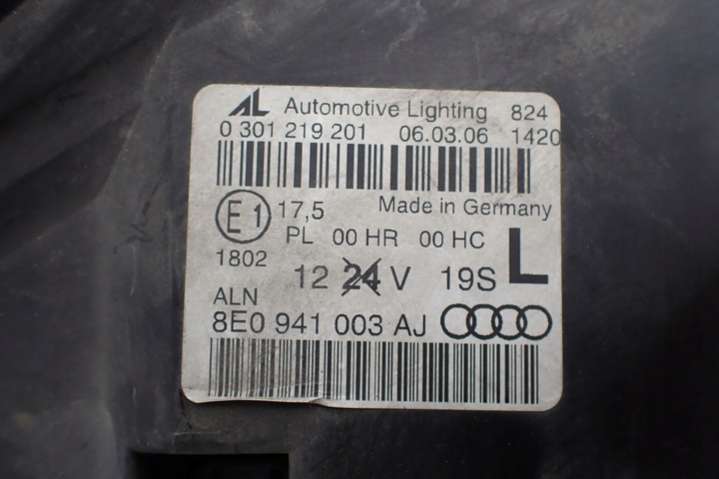 AL Automotive Lighting 824
0 301 219 201 06.03.06 1420
E1 17,5 Made in Germany
PL 00 HR 00 HC L
1802 12 24 V 19S
ALN
8E0 941 003 AJ